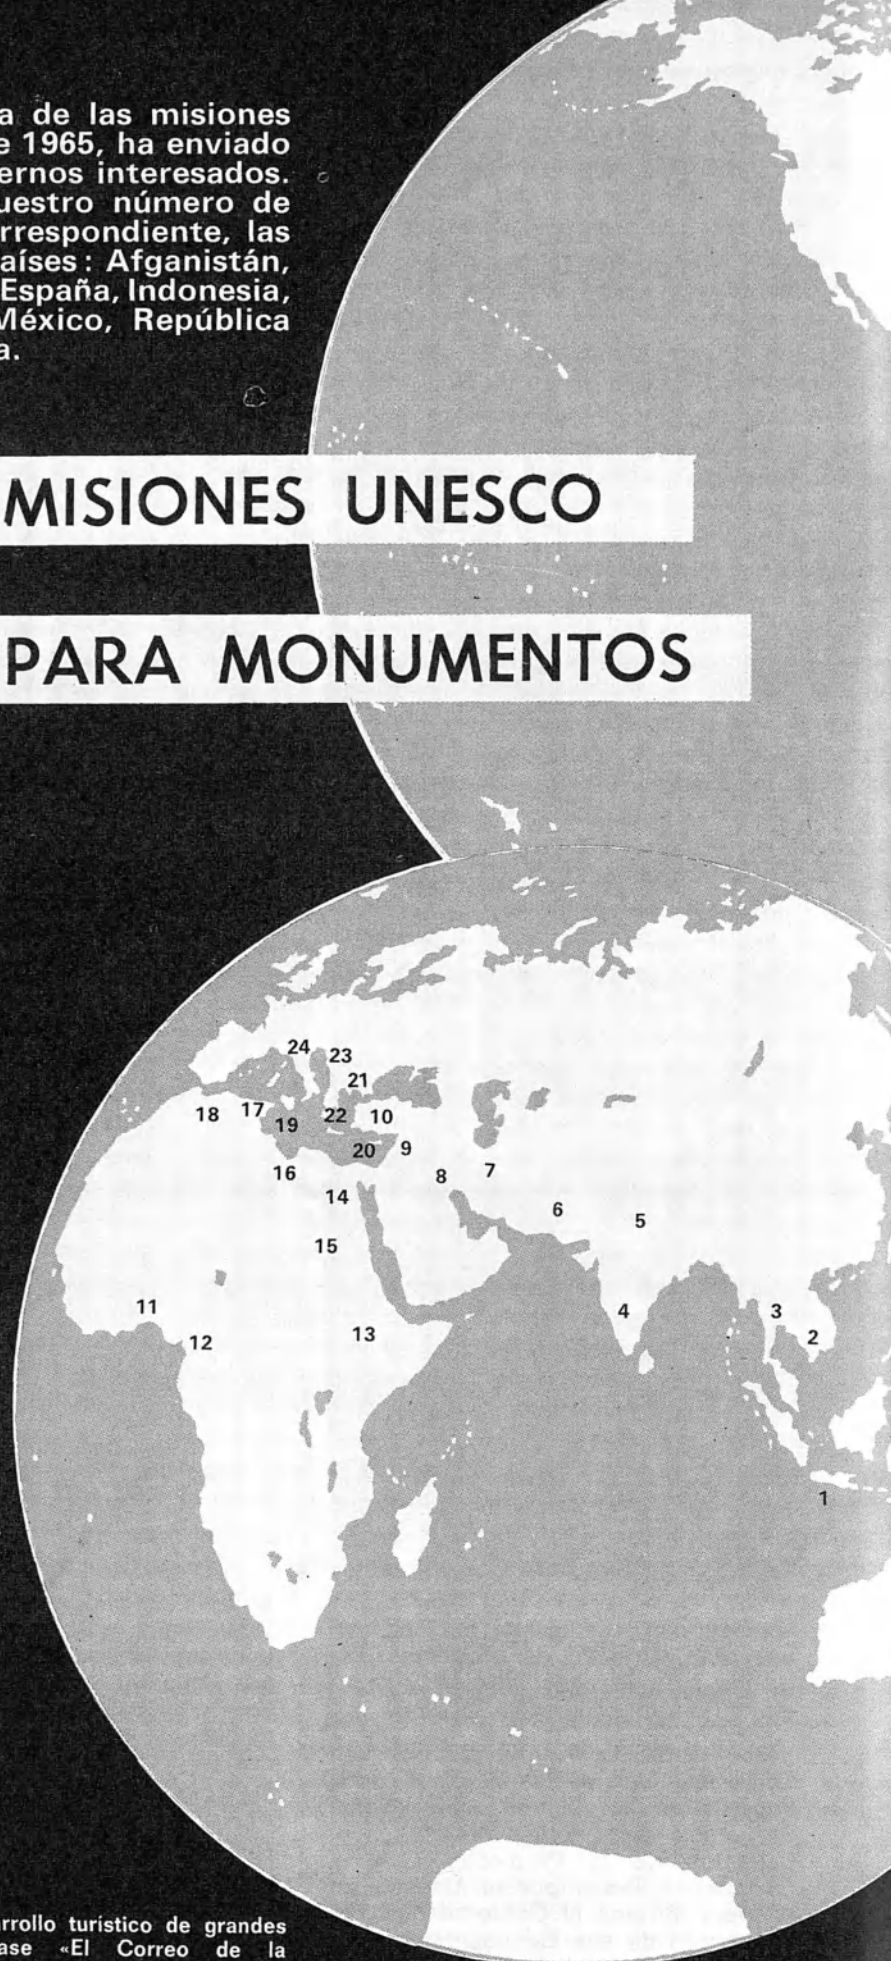 a de las misiones
e 1965, ha enviado
ernos interesados.
uestro número de
rrespondiente, las
aíses : Afganistán,
España, Indonesia,
México, República
a.
MISIONES UNESCO
PARA MONUMENTOS
24
23
21
18
17
19
22
10
20
9
16
8
7
14
6
5
15
11
4
3
12
13
2
1
arrollo turístico de grandes
ase «El Correo de la